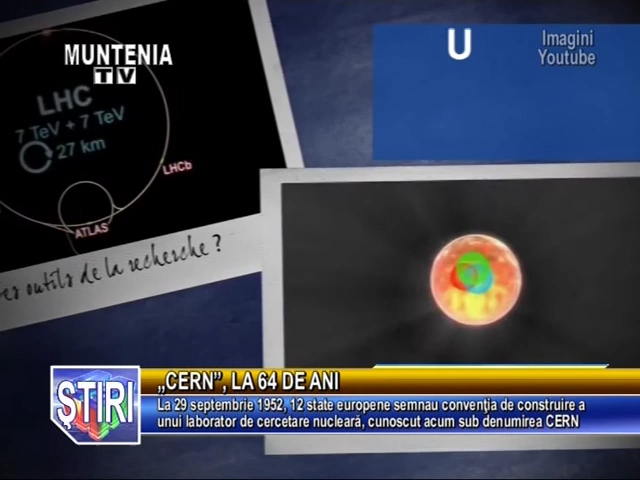 MUNTENIA
TV
U
Imagini
Youtube
LHC
7 TeV + 7 TeV
27 km
LHCb
ATLAS
outils de la recherche ?
ŞTIRI
„CERN”, LA 64 DE ANI
La 29 septembrie 1952, 12 state europene semnau convenţia de construire a
unui laborator de cercetare nucleară, cunoscut acum sub denumirea CERN